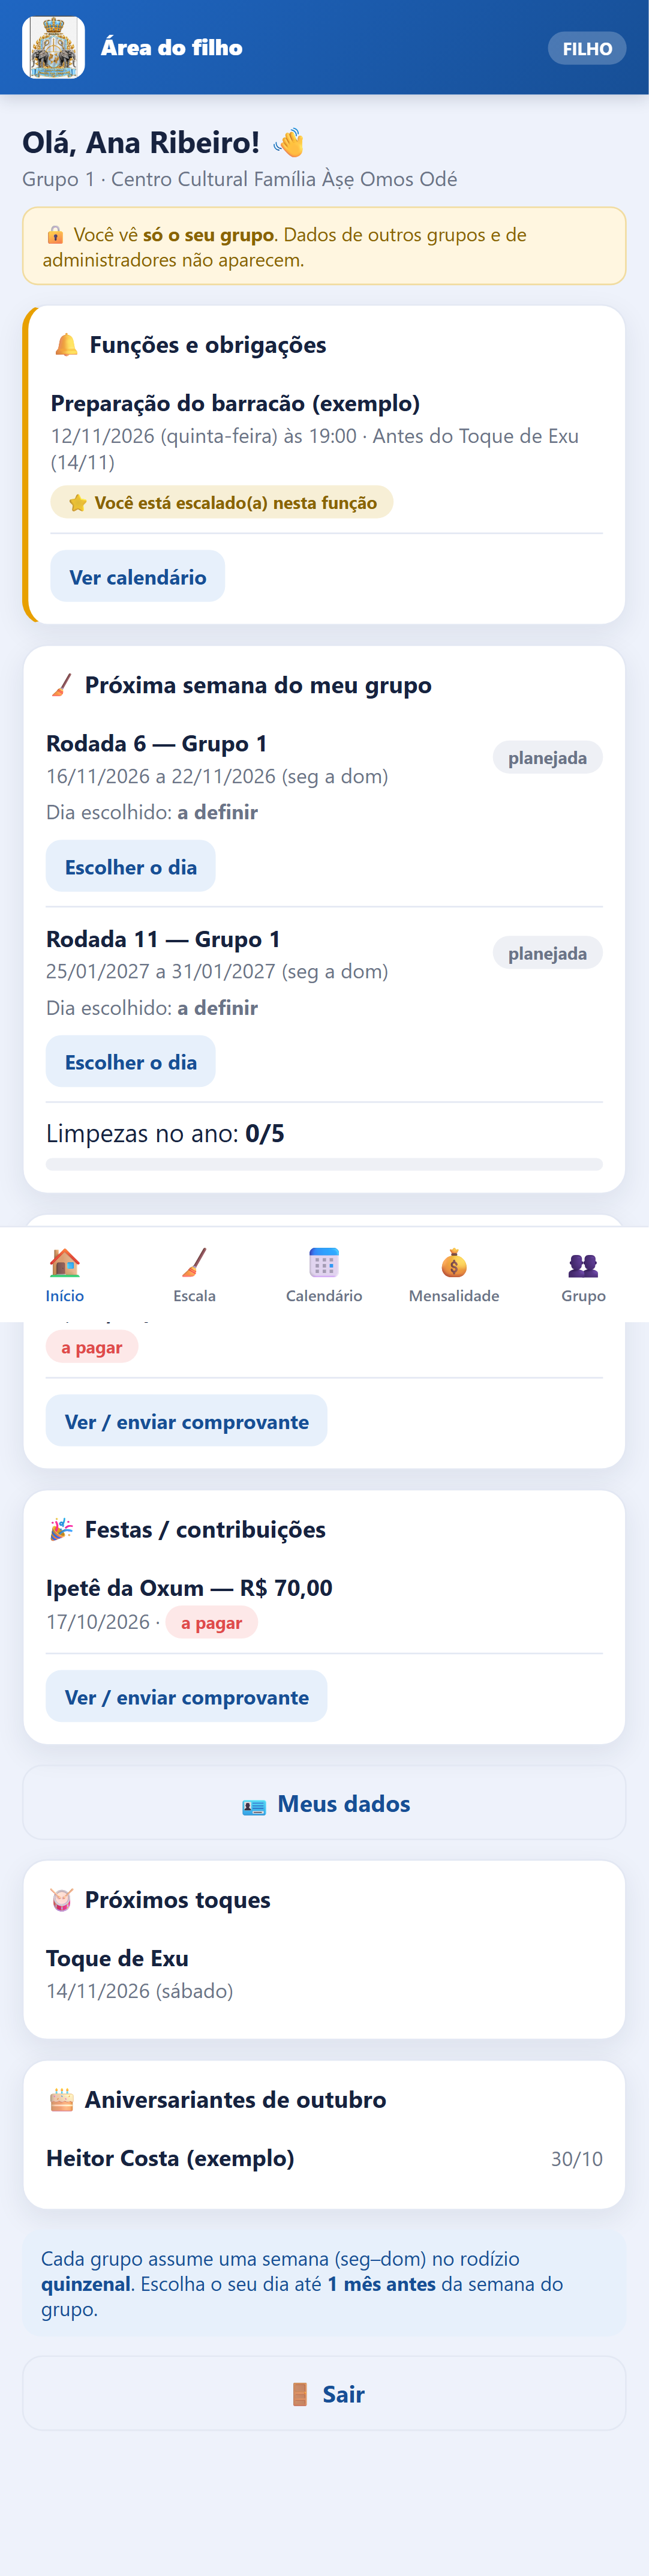 Área do filho
FILHO
Olá, Ana Ribeiro! 👋
Grupo 1 · Centro Cultural Família Àṣẹ Omos Odé
🔒 Você vê só o seu grupo. Dados de outros grupos e de
administradores não aparecem.
🔔 Funções e obrigações
Preparação do barracão (exemplo)
12/11/2026 (quinta-feira) às 19:00 · Antes do Toque de Exu
(14/11)
⭐ Você está escalado(a) nesta função
Ver calendário
🧹 Próxima semana do meu grupo
Rodada 6 — Grupo 1
planejada
16/11/2026 a 22/11/2026 (seg a dom)
Dia escolhido: a definir
Escolher o dia
Rodada 11 — Grupo 1
planejada
25/01/2027 a 31/01/2027 (seg a dom)
Dia escolhido: a definir
Escolher o dia
Limpezas no ano: 0/5
Início
Escala
Calendário
Mensalidade
Grupo
a pagar
Ver / enviar comprovante
🎉 Festas / contribuições
Ipetê da Oxum — R$ 70,00
17/10/2026 · a pagar
Ver / enviar comprovante
🪪 Meus dados
🥁 Próximos toques
Toque de Exu
14/11/2026 (sábado)
🎂 Aniversariantes de outubro
Heitor Costa (exemplo)
30/10
Cada grupo assume uma semana (seg–dom) no rodízio
quinzenal. Escolha o seu dia até 1 mês antes da semana do
grupo.
🚪 Sair